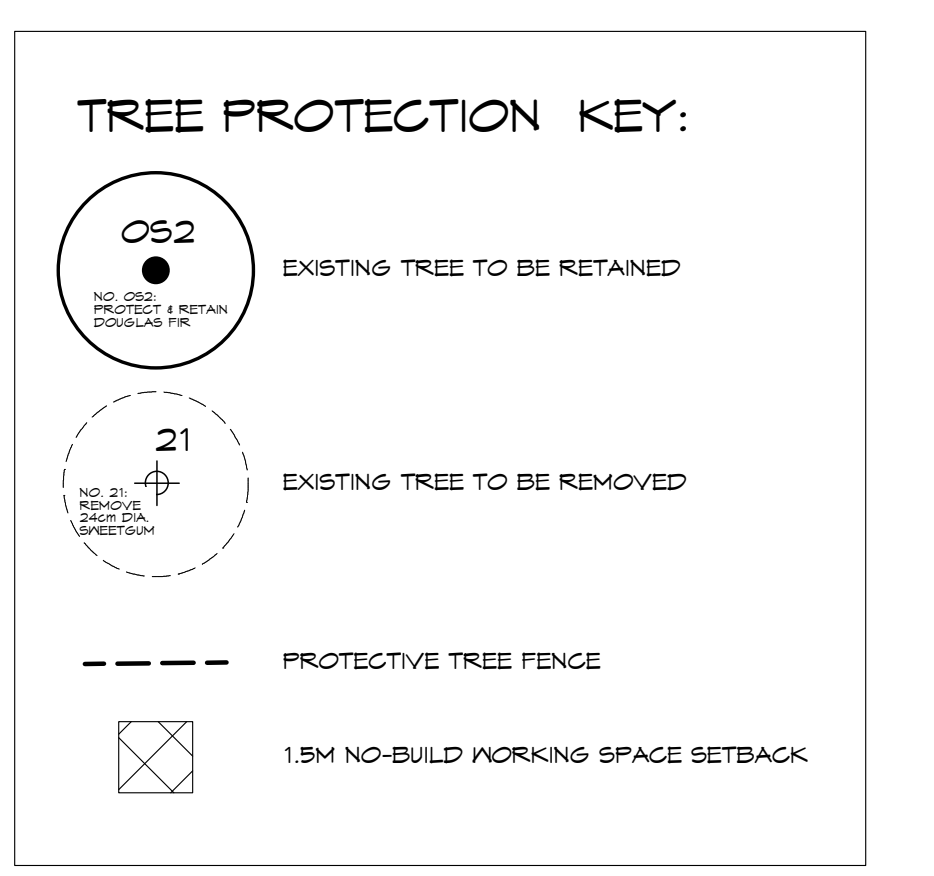 TREE PROTECTION KEY:
OS2
NO. OS2:
PROTECT & RETAIN
DOUGLAS FIR
EXISTING TREE TO BE RETAINED
21
NO. 21:
REMOVE
24cm DIA.
SWEETGUM
EXISTING TREE TO BE REMOVED
PROTECTIVE TREE FENCE
1.5M NO-BUILD WORKING SPACE SETBACK